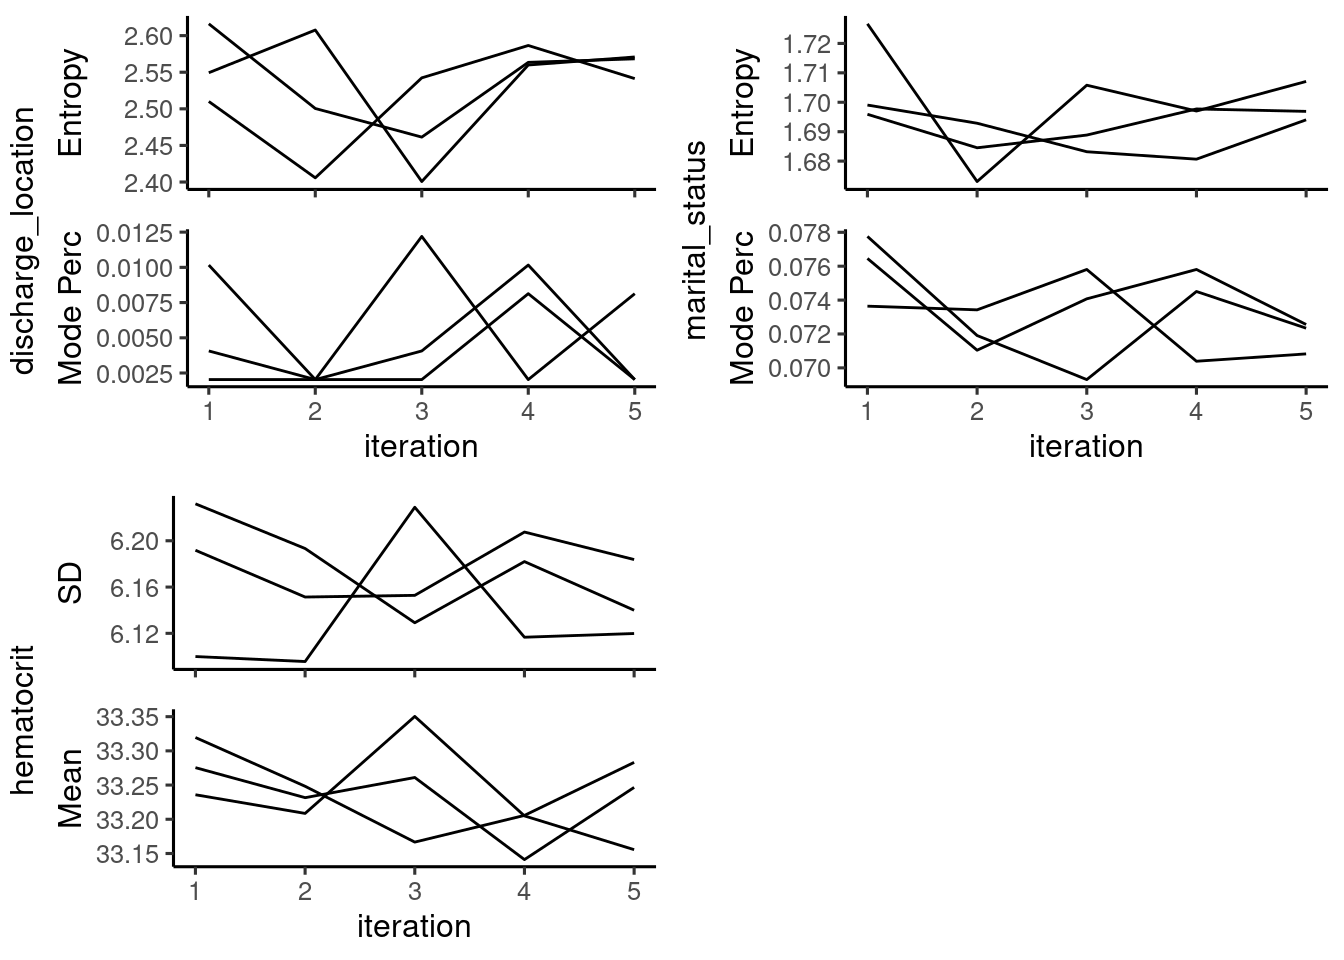 discharge_location
Entropy
2.60
2.55
2.50
2.45
2.40
Mode Perc
0.0125
0.0100
0.0075
0.0050
0.0025
1 2 3 4 5
iteration
marital_status
Entropy
1.72
1.71
1.70
1.69
1.68
Mode Perc
0.078
0.076
0.074
0.072
0.070
1 2 3 4 5
iteration
hematocrit
SD
6.20
6.16
6.12
Mean
33.35
33.30
33.25
33.20
33.15
1 2 3 4 5
iteration